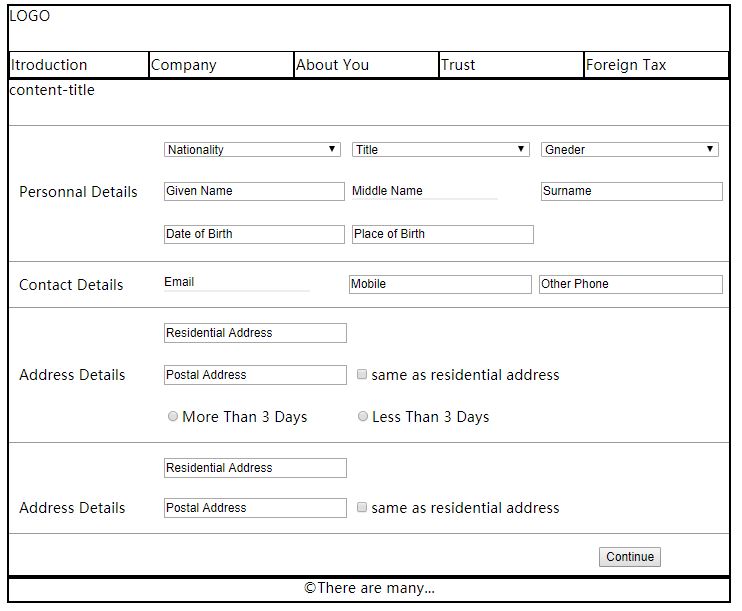 LOGO
Itroduction Company About You Trust Foreign Tax
content-title
Nationality Title Gneder
Personnal Details Given Name Middle Name Surname
Date of Birth Place of Birth
Contact Details Email Mobile Other Phone
Residential Address
Address Details Postal Address same as residential address
More Than 3 Days Less Than 3 Days
Residential Address
Address Details Postal Address same as residential address
Continue
©There are many...